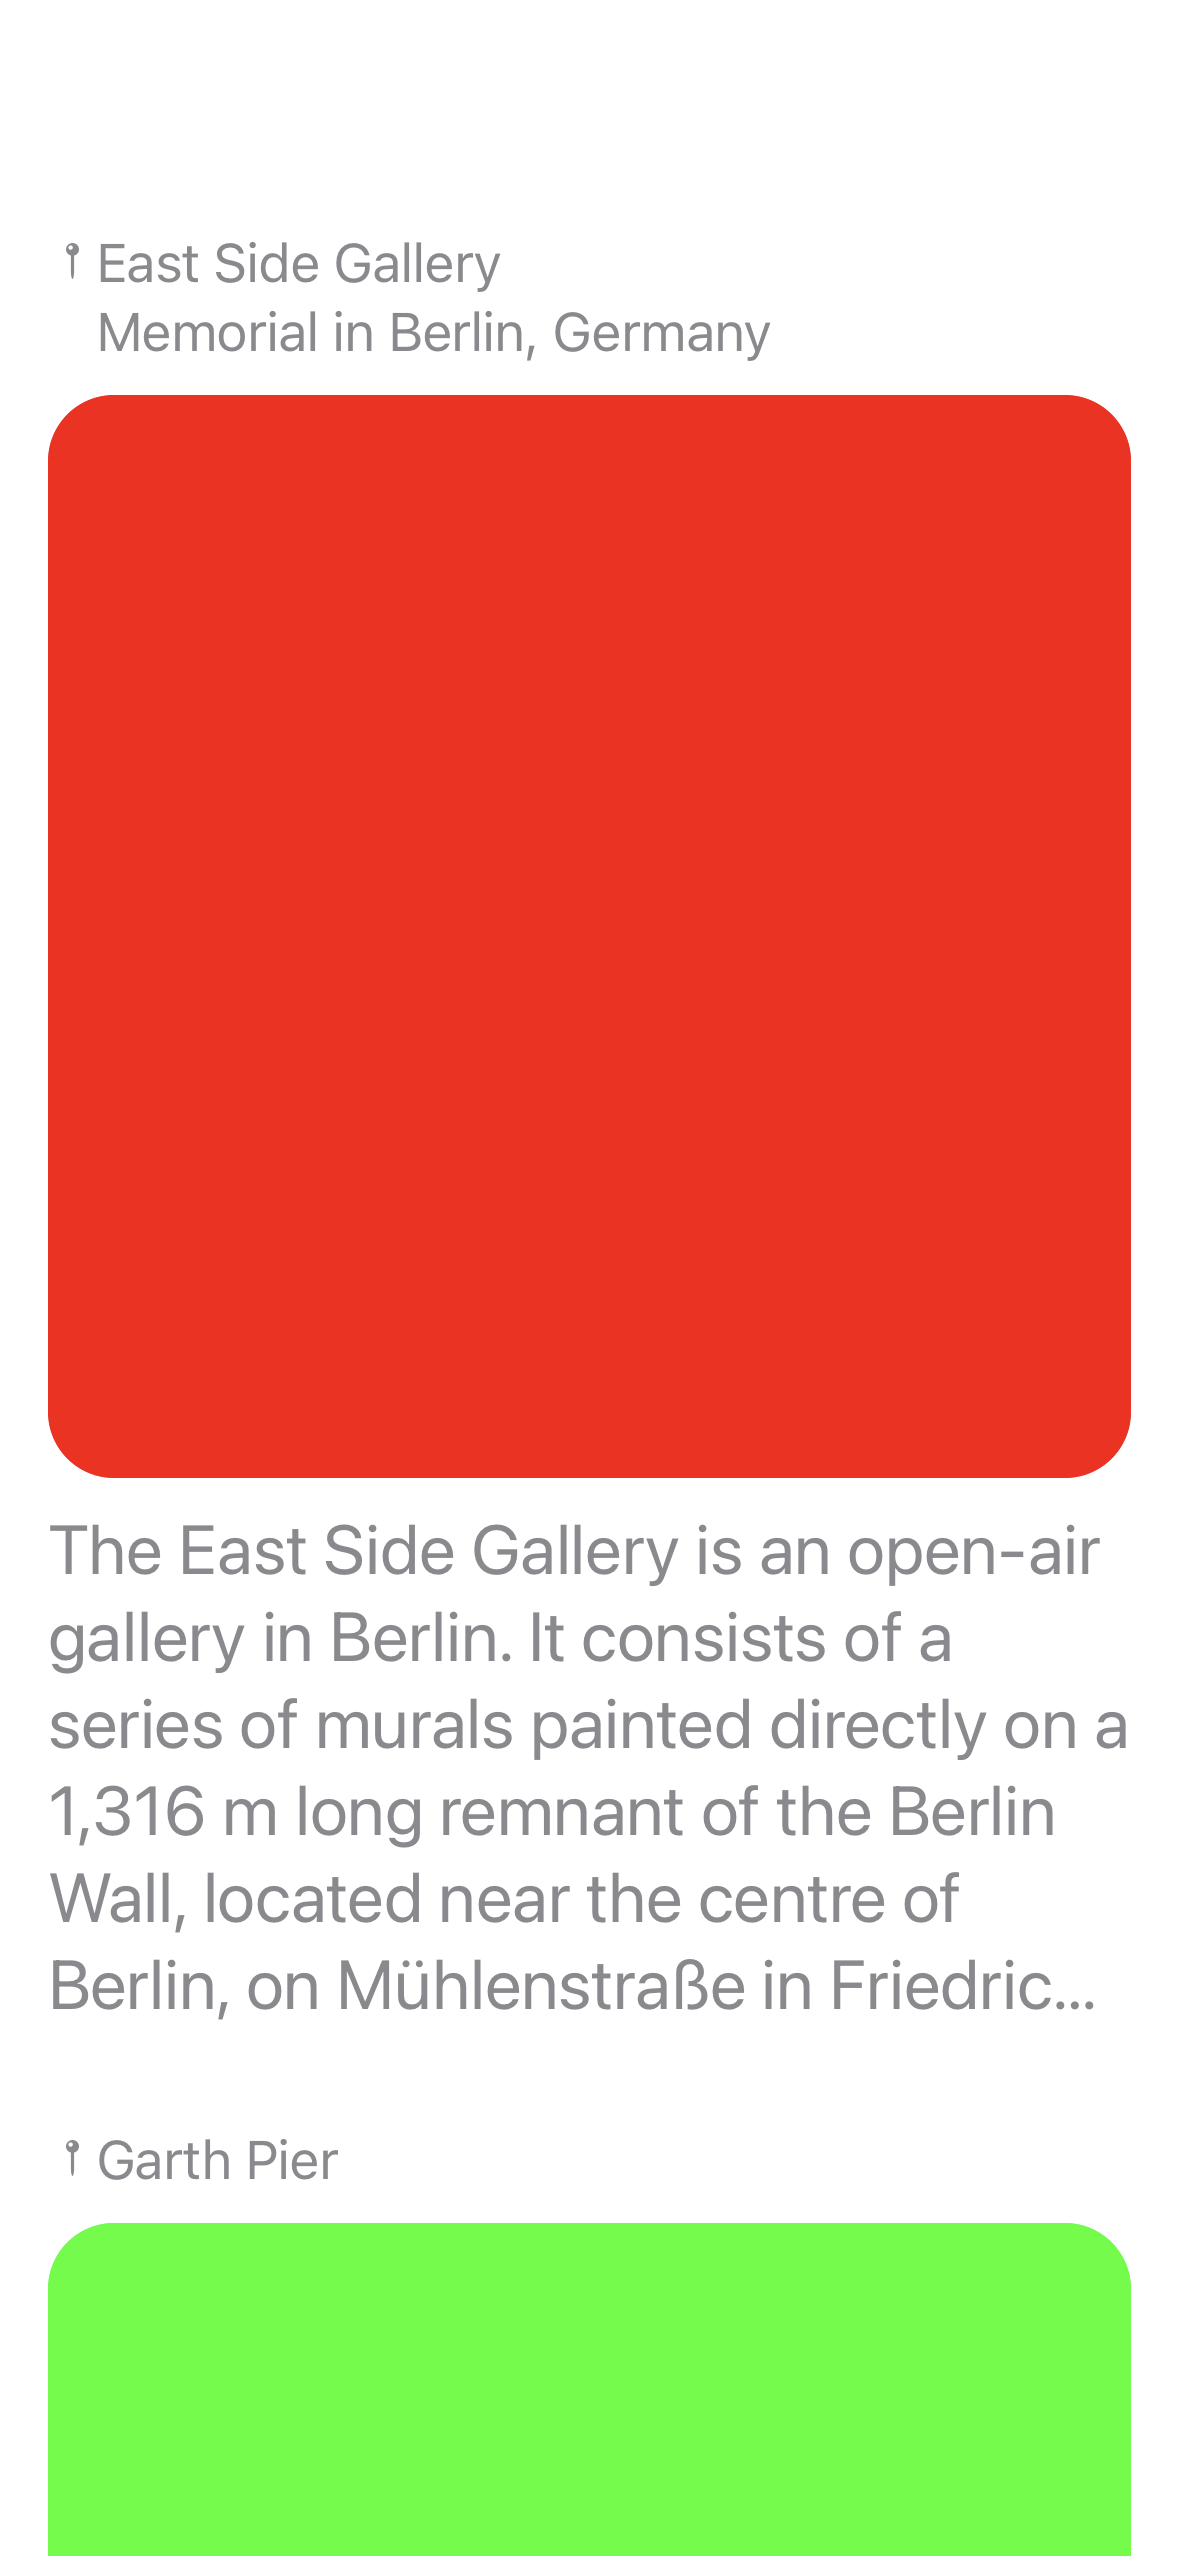 East Side Gallery
Memorial in Berlin, Germany
The East Side Gallery is an open-air
gallery in Berlin. It consists of a
series of murals painted directly on a
1,316 m long remnant of the Berlin
Wall, located near the centre of
Berlin, on Mühlenstraße in Friedric...
Garth Pier